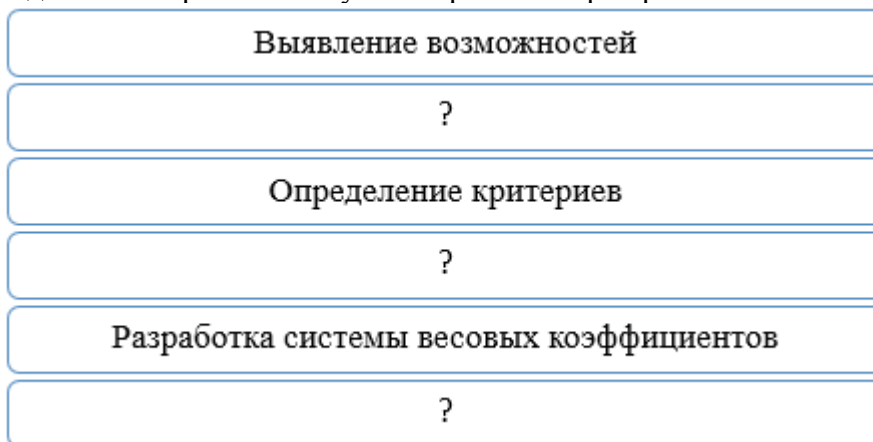 Выявление возможностей
?
Определение критериев
?
Разработка системы весовых коэффициентов
?